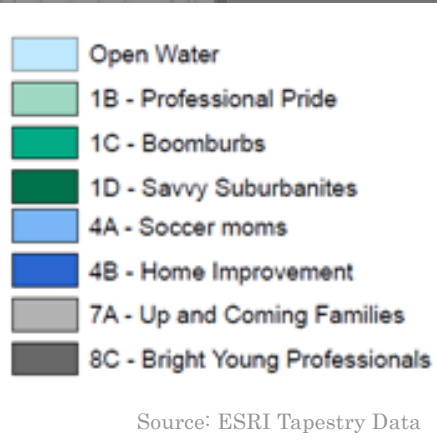 Open Water
1B - Professional Pride
1C - Boomburbs
1D - Savvy Suburbanites
4A - Soccer moms
4B - Home Improvement
7A - Up and Coming Families
8C - Bright Young Professionals
Source: ESRI Tapestry Data